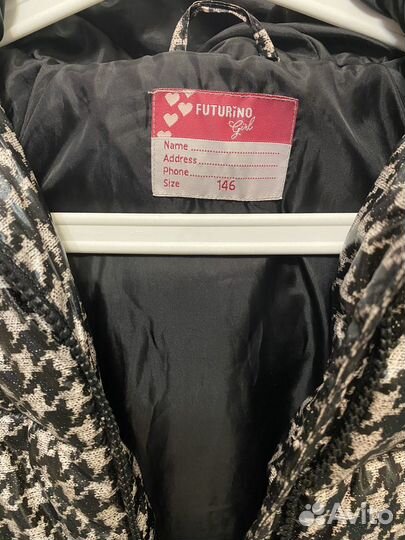 FUTURiNO
Girl
Name....................
Address..................
Phone....................
Size 146
Avito